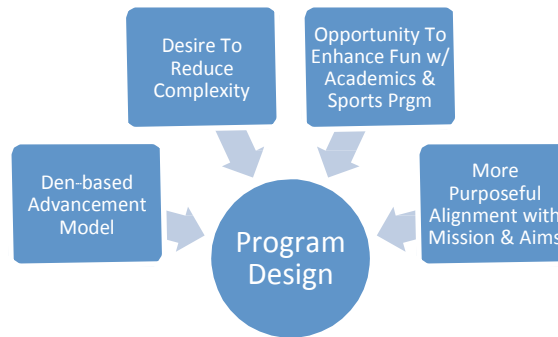 Desire To
Reduce
Complexity
Opportunity To
Enhance Fun w/
Academics &
Sports Prgm
Den-based
Advancement
Model
More
Purposeful
Alignment with
Mission & Aims
Program
Design